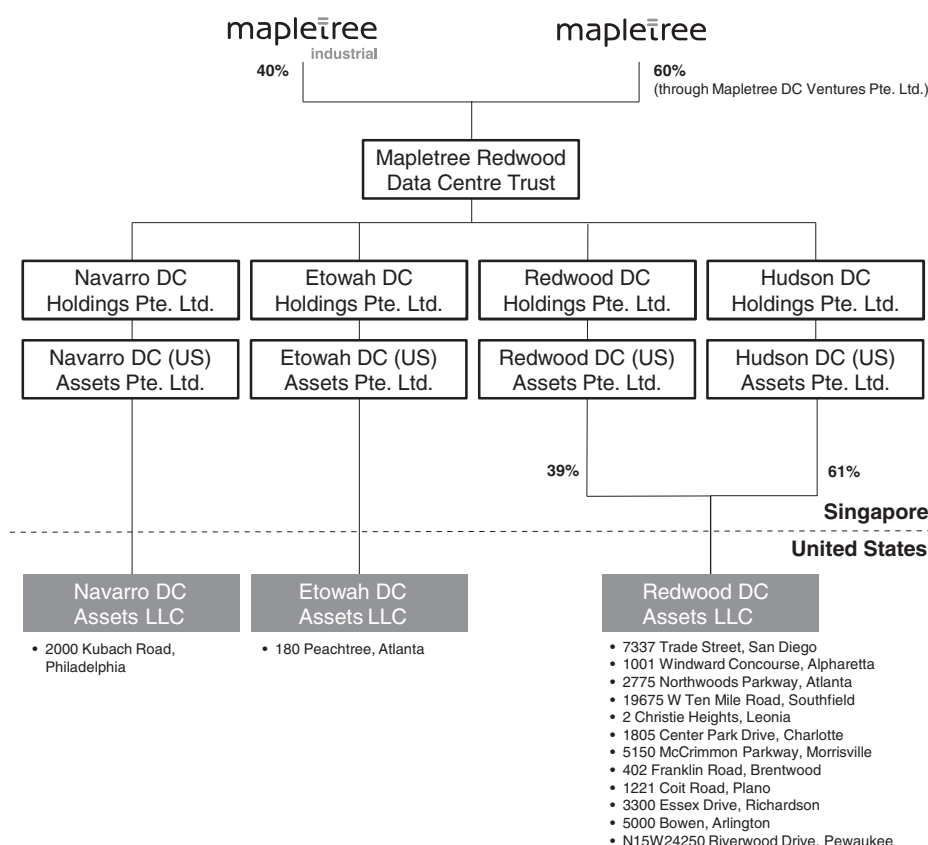 mapletree
industrial
mapletree
40%
60%
(through Mapletree DC Ventures Pte. Ltd.)
Mapletree Redwood
Data Centre Trust
Navarro DC
Holdings Pte. Ltd.
Etowah DC
Holdings Pte. Ltd.
Redwood DC
Holdings Pte. Ltd.
Hudson DC
Holdings Pte. Ltd.
Navarro DC (US)
Assets Pte. Ltd.
Etowah DC (US)
Assets Pte. Ltd.
Redwood DC (US)
Assets Pte. Ltd.
Hudson DC (US)
Assets Pte. Ltd.
39%
61%
Singapore
United States
Navarro DC
Assets LLC
• 2000 Kubach Road,
Philadelphia
Etowah DC
Assets LLC
• 180 Peachtree, Atlanta
Redwood DC
Assets LLC
• 7337 Trade Street, San Diego
• 1001 Windward Concourse, Alpharetta
• 2775 Northwoods Parkway, Atlanta
• 19675 W Ten Mile Road, Southfield
• 2 Christie Heights, Leonia
• 1805 Center Park Drive, Charlotte
• 5150 McCrimmon Parkway, Morrisville
• 402 Franklin Road, Brentwood
• 1221 Coit Road, Plano
• 3300 Essex Drive, Richardson
• 5000 Bowen, Arlington
• N15W24250 Riverwood Drive, Pewaukee